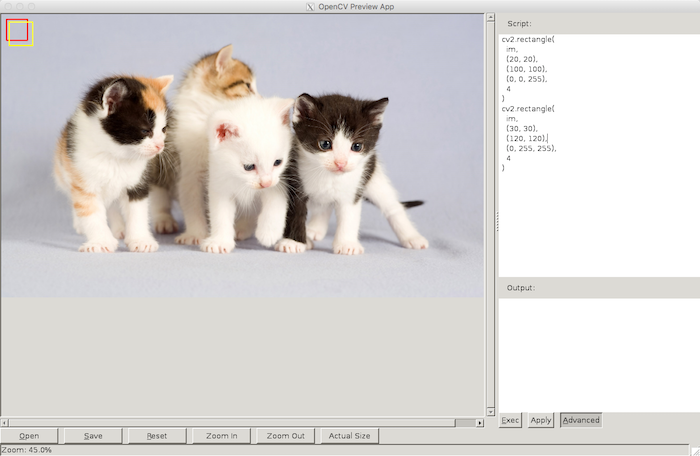 OpenCV Preview App
Script:
cv2.rectangle(
im,
(20, 20),
(100, 100),
(0, 0, 255),
4
)
cv2.rectangle(
im,
(30, 30),
(120, 120),
(0, 255, 255),
4
)
Output:
Exec Apply Advanced
Open Save Reset Zoom In Zoom Out Actual Size
Zoom: 45.0%